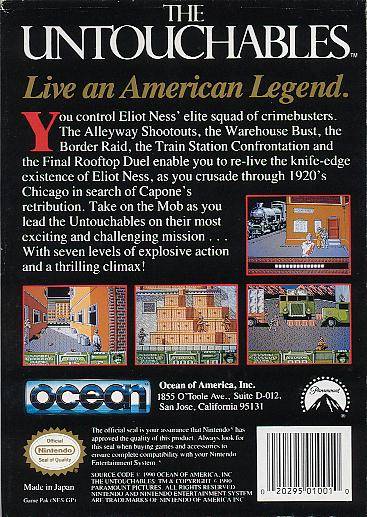 THE
UNTOUCHABLES™
Live an American Legend.
You control Eliot Ness' elite squad of crimebusters.
The Alleyway Shootouts, the Warehouse Bust, the
Border Raid, the Train Station Confrontation and
the Final Rooftop Duel enable you to re-live the knife-edge
existence of Eliot Ness, as you crusade through 1920's
Chicago in search of Capone's
retribution. Take on the Mob as you
lead the Untouchables on their most
exciting and challenging mission . . .
With seven levels of explosive action
and a thrilling climax!
ocean
Ocean of America, Inc.
1855 O'Toole Ave., Suite D-012,
San Jose, California 95131
Paramount
Official
Nintendo
Seal of Quality
The official seal is your assurance that Nintendo® has
approved the quality of this product. Always look for
this seal when buying games and accessories to
ensure complete compatibility with your Nintendo
Entertainment System.
Made in Japan
Game Pak (NES-GP)
SOURCE CODE © 1990 OCEAN OF AMERICA, INC
THE UNTOUCHABLES: TM & COPYRIGHT © 1990
PARAMOUNT PICTURES. ALL RIGHTS RESERVED
NINTENDO AND NINTENDO ENTERTAINMENT SYSTEM
ARE TRADEMARKS OF NINTENDO OF AMERICA INC.
0 20295 01001 0